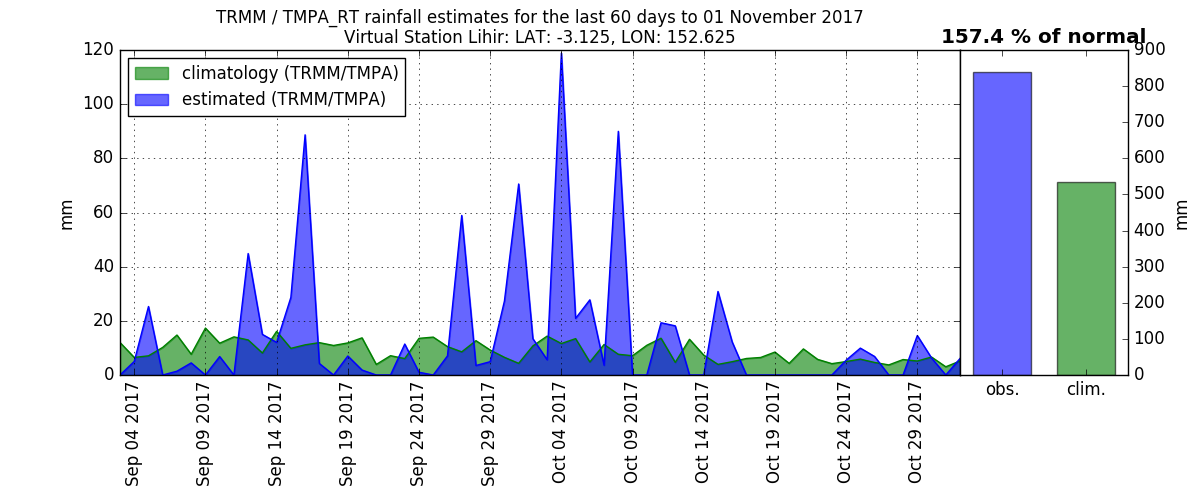 TRMM / TMPA_RT rainfall estimates for the last 60 days to 01 November 2017
Virtual Station Lihir: LAT: -3.125, LON: 152.625
157.4 % of normal
climatology (TRMM/TMPA)
estimated (TRMM/TMPA)
mm
120
100
80
60
40
20
0
Sep 04 2017
Sep 09 2017
Sep 14 2017
Sep 19 2017
Sep 24 2017
Sep 29 2017
Oct 04 2017
Oct 09 2017
Oct 14 2017
Oct 19 2017
Oct 24 2017
Oct 29 2017
900
800
700
600
500
400
300
200
100
0
mm
obs.
clim.